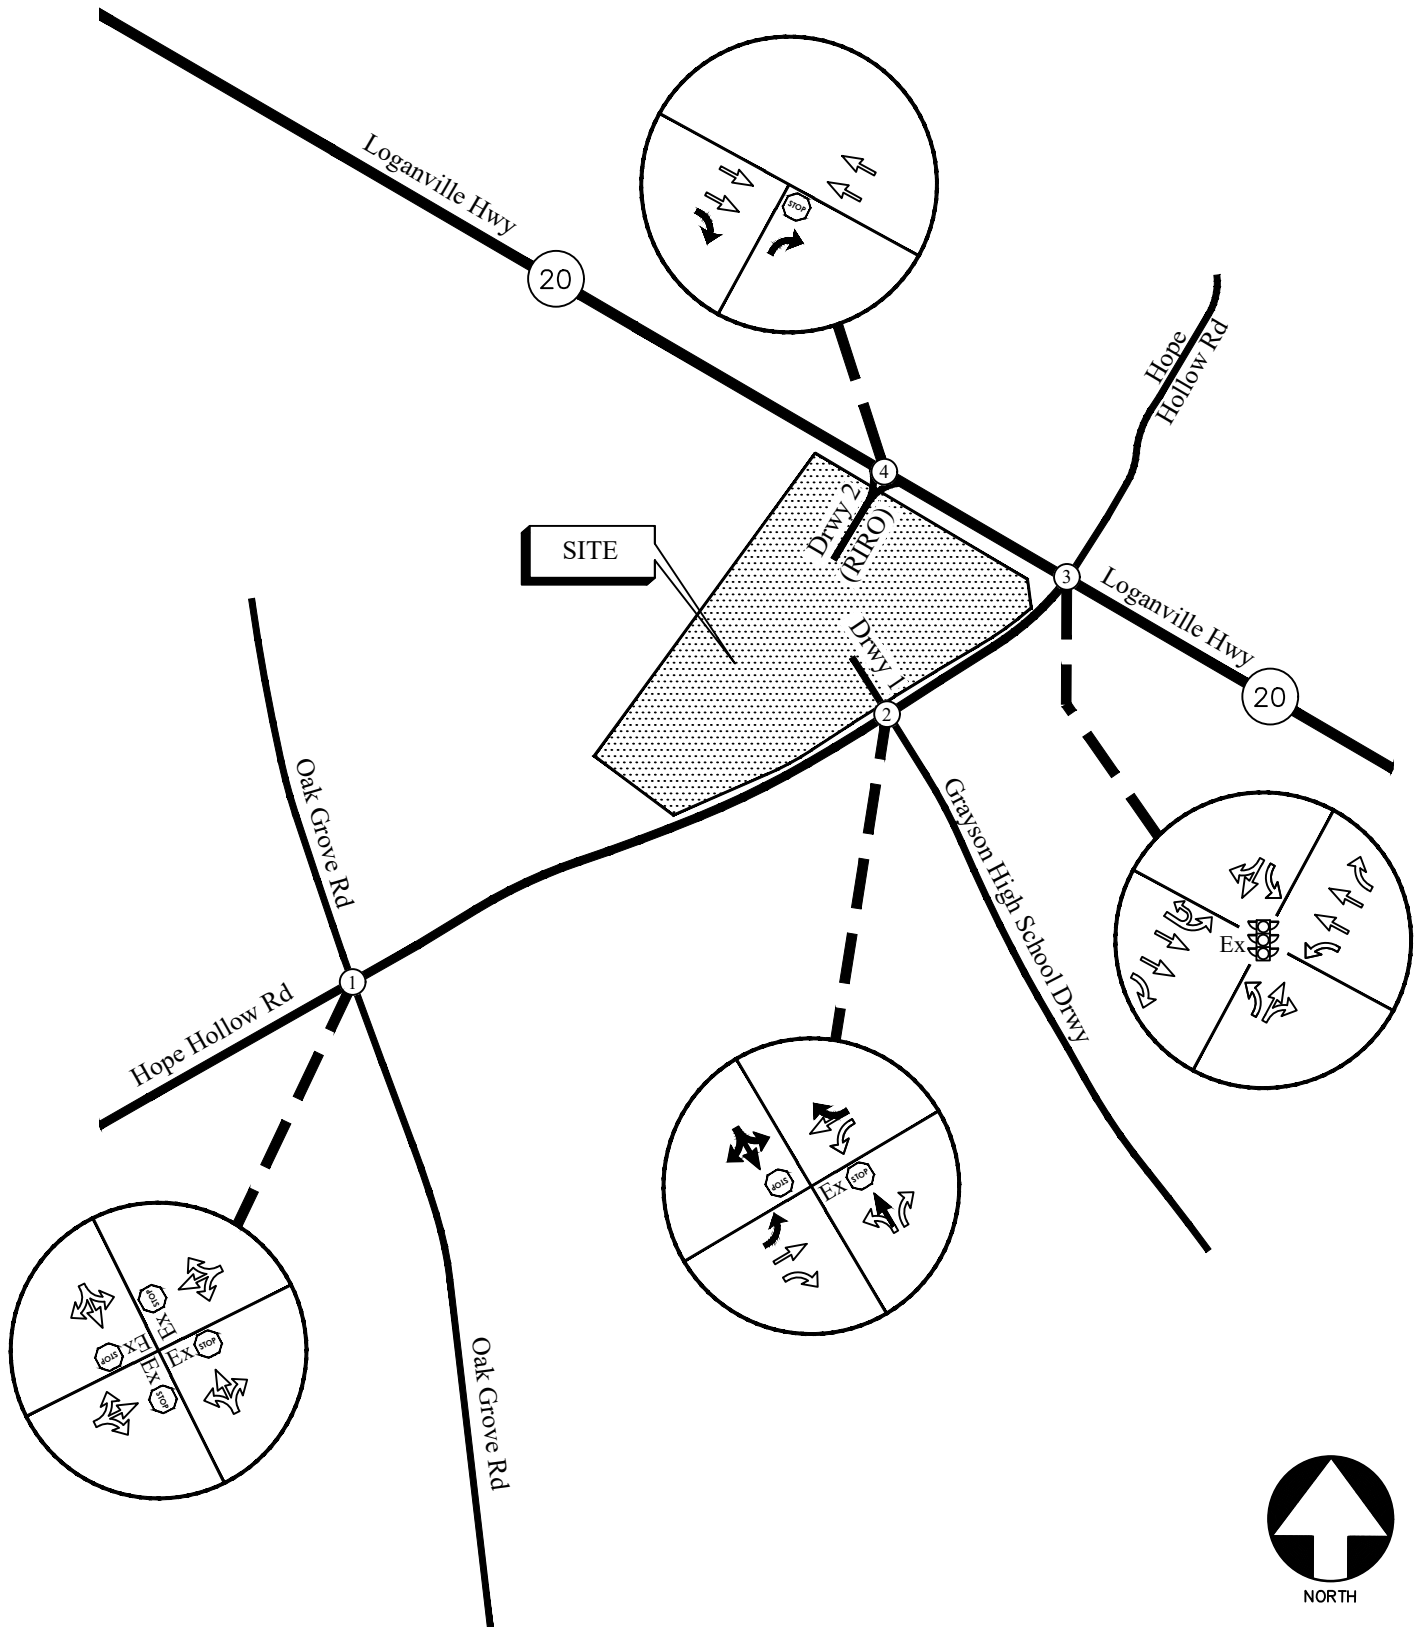 Loganville Hwy
20
STOP
Hope
Hollow Rd
4
Drwy 2
(RIRO)
SITE
3
Loganville Hwy
20
Drwy 1
2
Oak Grove Rd
Grayson High School Drwy
Ex
1
Hope Hollow Rd
STOP
Ex
STOP
STOP
Ex
STOP
Ex
Ex
STOP
Ex
STOP
Oak Grove Rd
NORTH